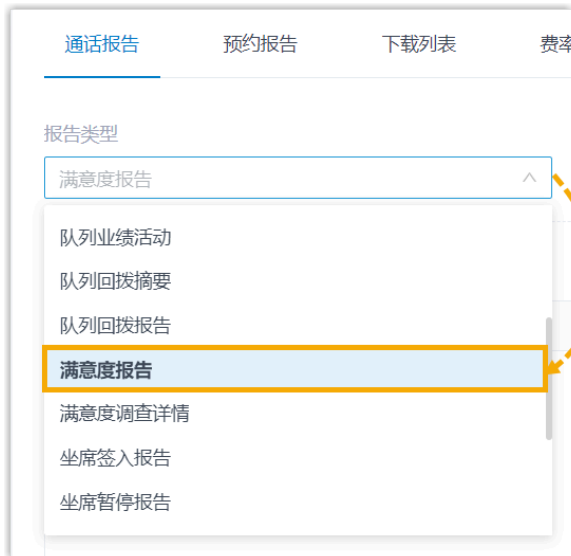 通话报告 预约报告 下载列表 费率
报告类型
满意度报告
队列业绩活动
队列回拨摘要
队列回拨报告
满意度报告
满意度调查详情
坐席签入报告
坐席暂停报告